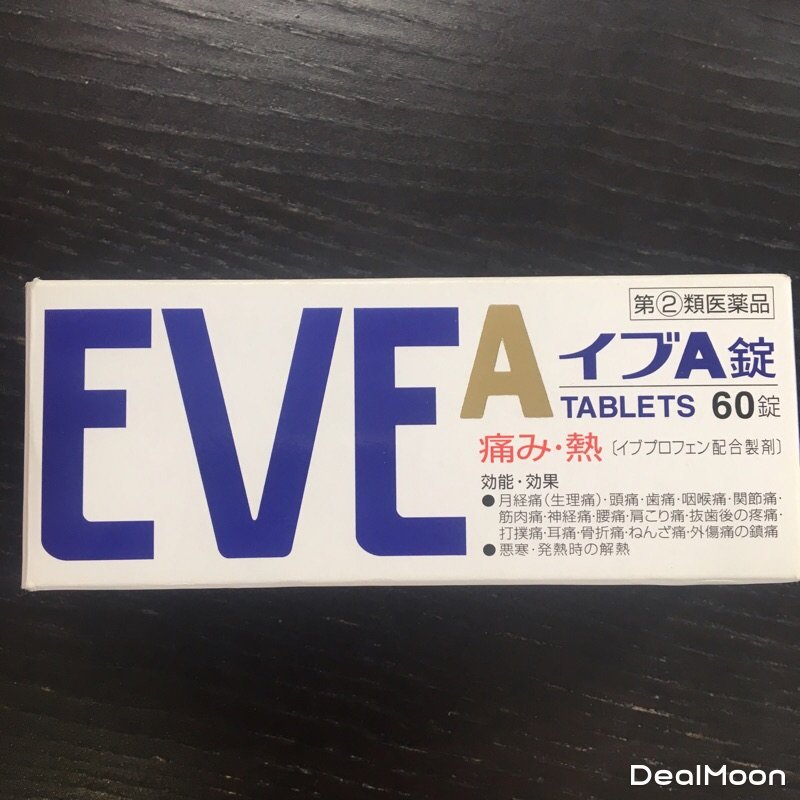 EVE A
第②類医薬品
イブA錠
TABLETS 60錠
痛み・熱 〔イブプロフェン配合製剤〕
効能・効果
●月経痛(生理痛)・頭痛・歯痛・咽喉痛・関節痛・
筋肉痛・神経痛・腰痛・肩こり痛・抜歯後の疼痛・
打撲痛・耳痛・骨折痛・ねんざ痛・外傷痛の鎮痛
●悪寒・発熱時の解熱
DealMoon